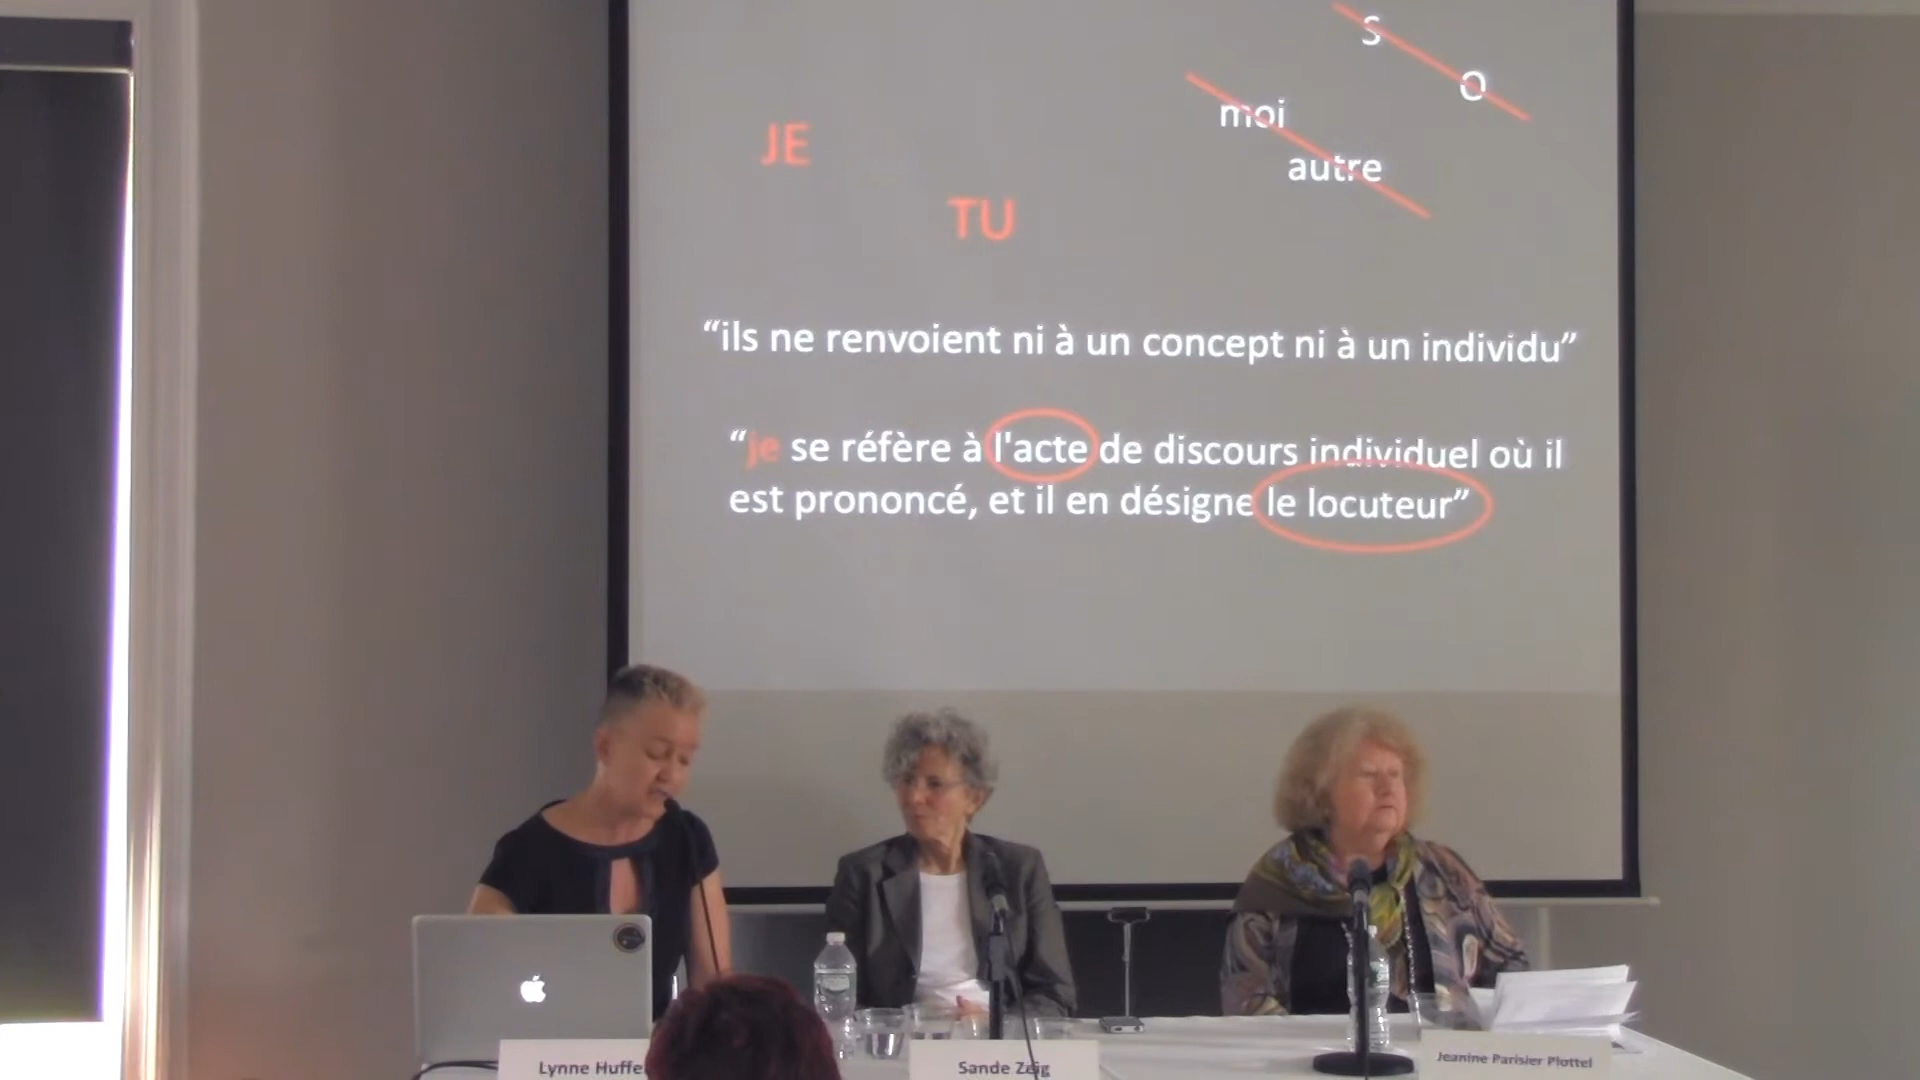 S
O
moi
autre
JE
TU
“ils ne renvoient ni à un concept ni à un individu”
“je se réfère à l'acte de discours individuel où il
est prononcé, et il en désigne le locuteur”
Lynne Huffe
Sande Zeig
Jeanine Parisier Plottel